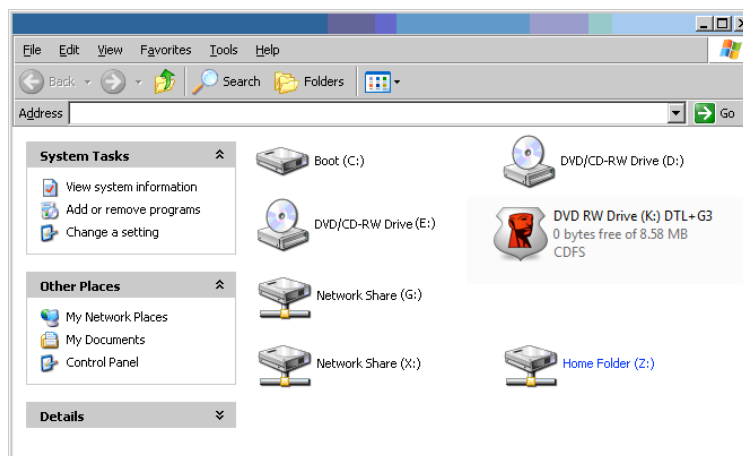 File Edit View Favorites Tools Help
Back Search Folders
Address Go
System Tasks
View system information
Add or remove programs
Change a setting
Other Places
My Network Places
My Documents
Control Panel
Details
Boot (C:)
DVD/CD-RW Drive (D:)
DVD/CD-RW Drive (E:)
DVD RW Drive (K:) DTL+G3
0 bytes free of 8.58 MB
CDFS
Network Share (G:)
Network Share (X:)
Home Folder (Z:)